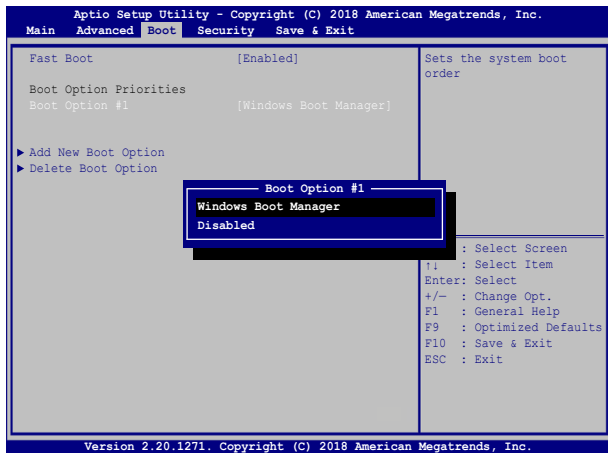 Aptio Setup Utility - Copyright (C) 2018 American Megatrends, Inc.
Main Advanced Boot Security Save & Exit
Fast Boot [Enabled]
Boot Option Priorities
Boot Option #1 [Windows Boot Manager]
Add New Boot Option
Delete Boot Option
Sets the system boot
order
Boot Option #1
Windows Boot Manager
Disabled
: Select Screen
↑↓ : Select Item
Enter: Select
+/— : Change Opt.
F1 : General Help
F9 : Optimized Defaults
F10 : Save & Exit
ESC : Exit
Version 2.20.1271. Copyright (C) 2018 American Megatrends, Inc.